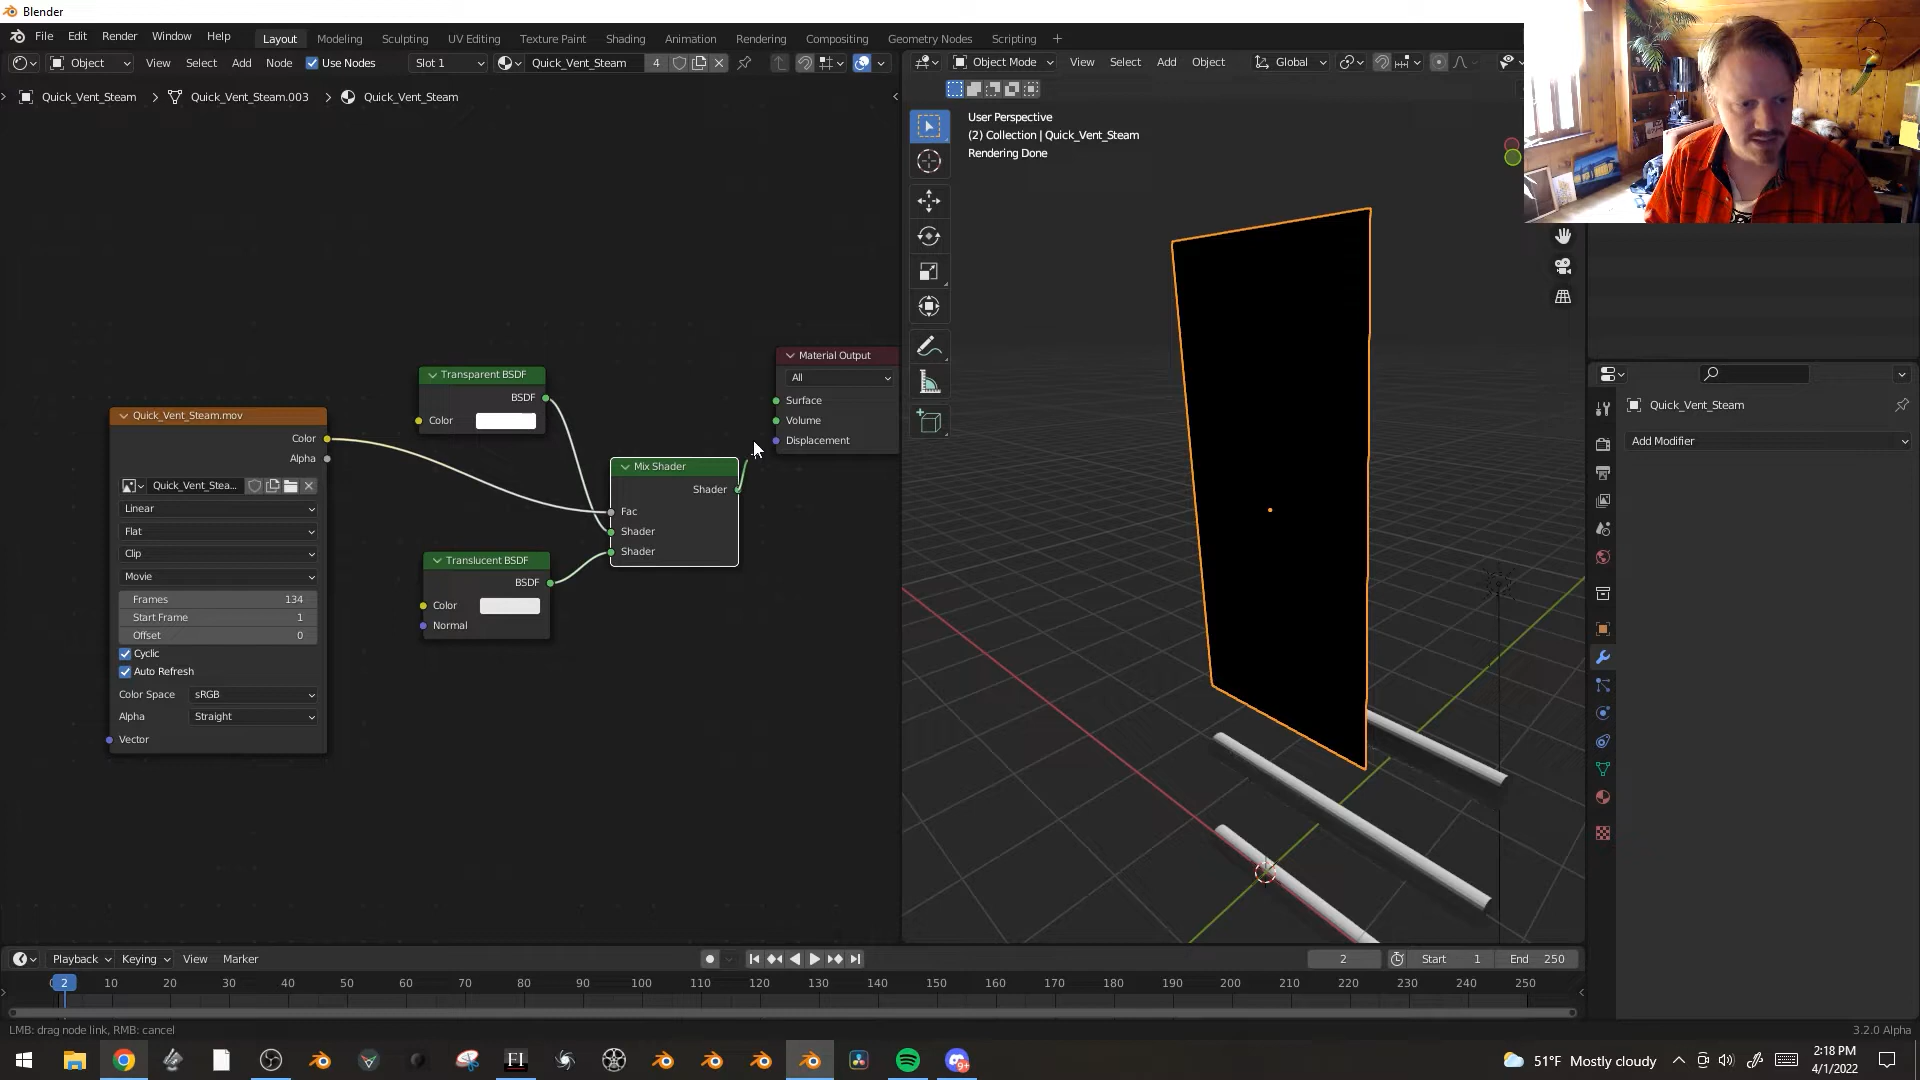 Blender
File Edit Render Window Help
Layout Modeling Sculpting UV Editing Texture Paint Shading Animation Rendering Compositing Geometry Nodes Scripting +
Object View Select Add Node Use Nodes Slot 1 Quick_Vent_Steam 4
Object Mode View Select Add Object Global
Quick_Vent_Steam > Quick_Vent_Steam.003 > Quick_Vent_Steam
User Perspective
(2) Collection | Quick_Vent_Steam
Rendering Done
Material Output
All
Surface
Volume
Displacement
Transparent BSDF
BSDF
Color
Quick_Vent_Steam.mov
Color
Alpha
Quick_Vent_Stea...
Linear
Flat
Clip
Movie
Frames 134
Start Frame 1
Offset 0
Cyclic
Auto Refresh
Color Space sRGB
Alpha Straight
Vector
Mix Shader
Shader
Fac
Shader
Shader
Translucent BSDF
BSDF
Color
Normal
Quick_Vent_Steam
Add Modifier
Playback Keying View Marker
2 Start 1 End 250
2 10 20 30 40 50 60 70 80 90 100 110 120 130 140 150 160 170 180 190 200 210 220 230 240 250
LMB: drag node link, RMB: cancel
3.2.0 Alpha
FI
9+
51°F Mostly cloudy
2:18 PM
4/1/2022